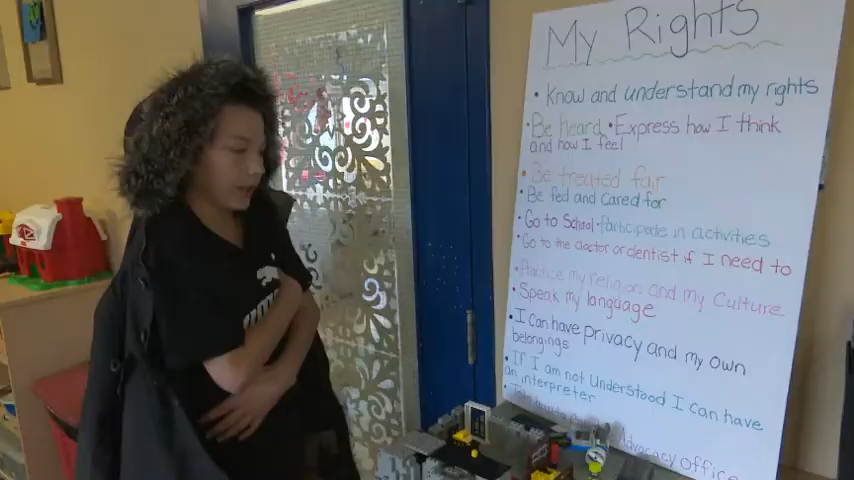 My Rights
• Know and understand my rights
• Be heard • Express how I think
and how I feel
• Be treated fair
• Be fed and cared for
• Go to School • Participate in activities
• Go to the doctor or dentist if I need to
• Practice my religion and my Culture
• Speak my language
• I can have privacy and my own
belongings
• If I am not Understood I can have
an interpreter
Advocacy Office